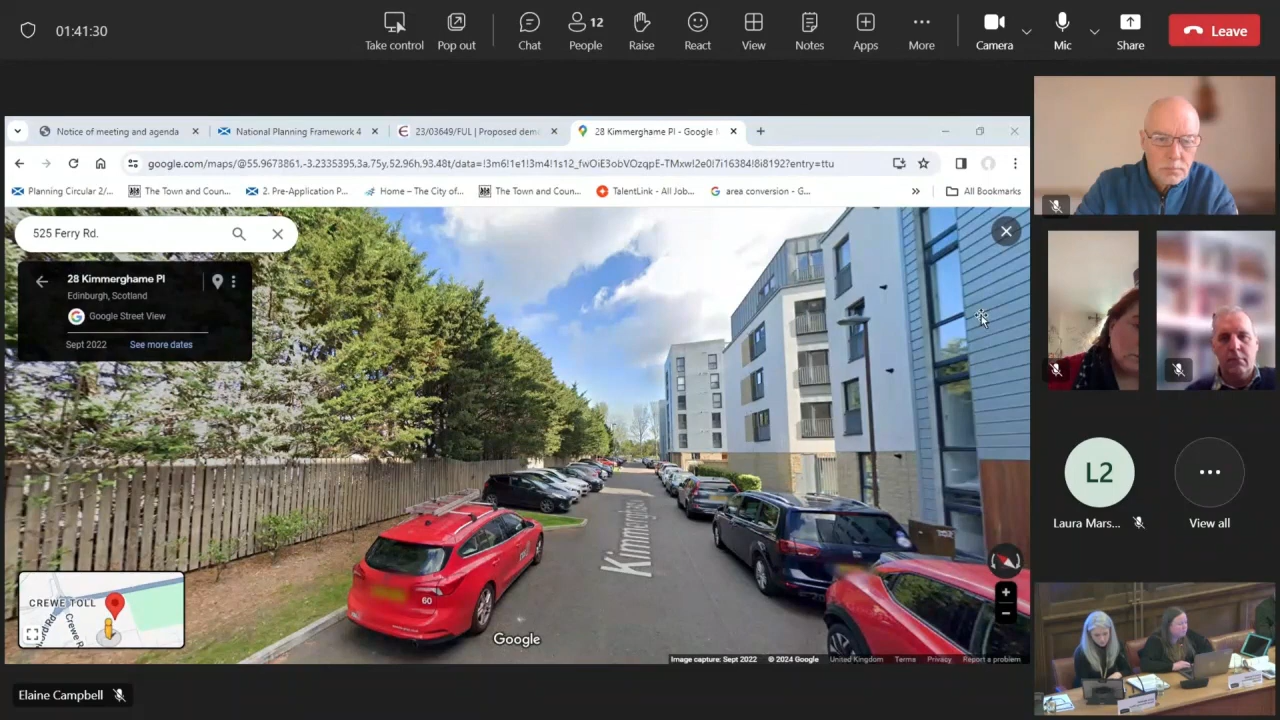 01:41:30
Take control
Pop out
Chat
12
People
Raise
React
View
Notes
Apps
More
Camera
Mic
Share
Leave
Notice of meeting and agenda
National Planning Framework 4
23/03649/FUL | Proposed dem
28 Kimmerghame Pl - Google M
google.com/maps/@55.9673861,-3.2335395,3a,75y,52.96h,93.48t/data=!3m6!1e1!3m4!1s12_fwOiE3obVOzqpE-TMxwI2e0!7i16384!8i8192?entry=ttu
Planning Circular 2/...
The Town and Coun...
2. Pre-Application P...
Home – The City of...
The Town and Coun...
TalentLink - All Job...
area conversion - G...
»
All Bookmarks
525 Ferry Rd.
28 Kimmerghame Pl
Edinburgh, Scotland
Google Street View
Sept 2022
See more dates
Kimmerghame
60
CREWE TOLL
Crewe R
Google
Image capture: Sept 2022
© 2024 Google
United Kingdom
Terms
Privacy
Report a problem
L2
Laura Mars...
View all
Elaine Campbell